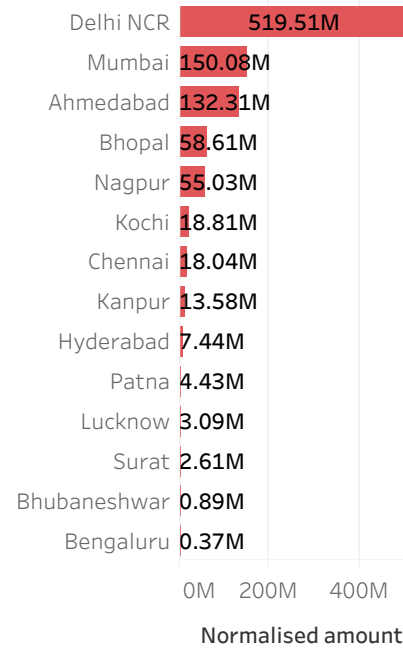 Delhi NCR 519.51M
Mumbai 150.08M
Ahmedabad 132.31M
Bhopal 58.61M
Nagpur 55.03M
Kochi 18.81M
Chennai 18.04M
Kanpur 13.58M
Hyderabad 7.44M
Patna 4.43M
Lucknow 3.09M
Surat 2.61M
Bhubaneshwar 0.89M
Bengaluru 0.37M
0M 200M 400M
Normalised amount